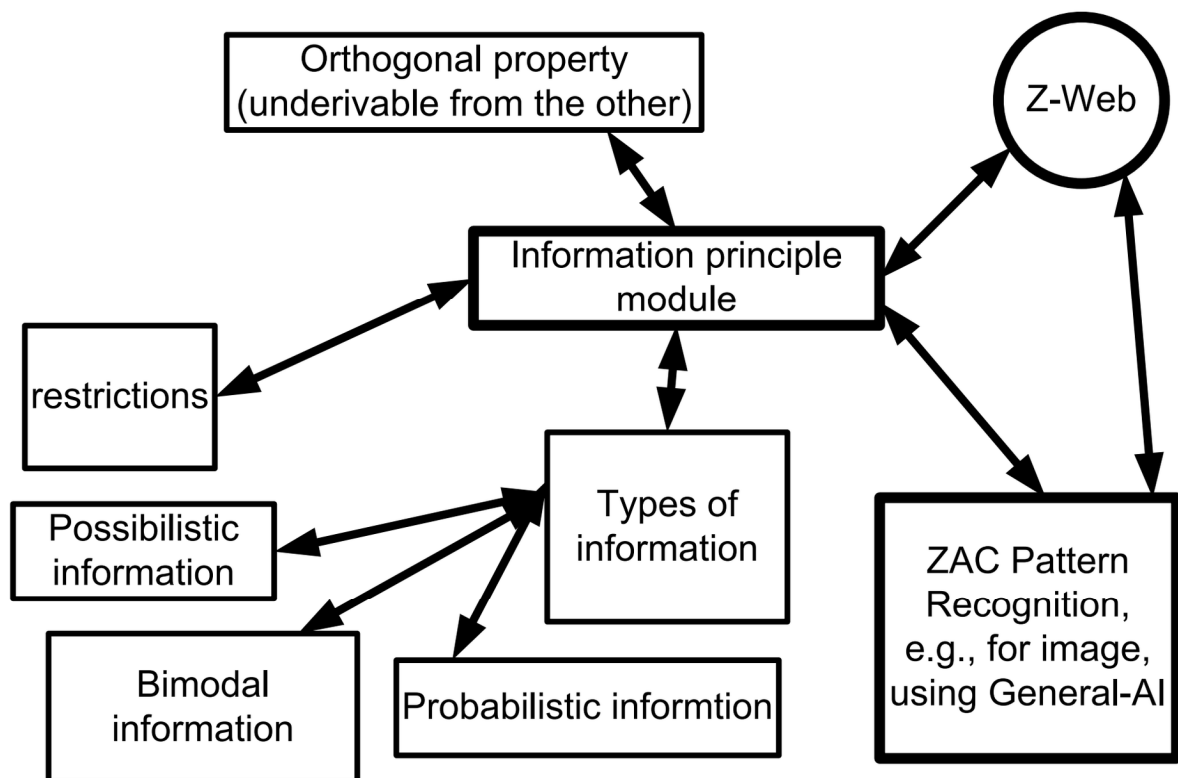 Orthogonal property
(underivable from the other)
Z-Web
Information principle
module
restrictions
Types of
information
Possibilistic
information
Bimodal
information
Probabilistic informtion
ZAC Pattern
Recognition,
e.g., for image,
using General-AI